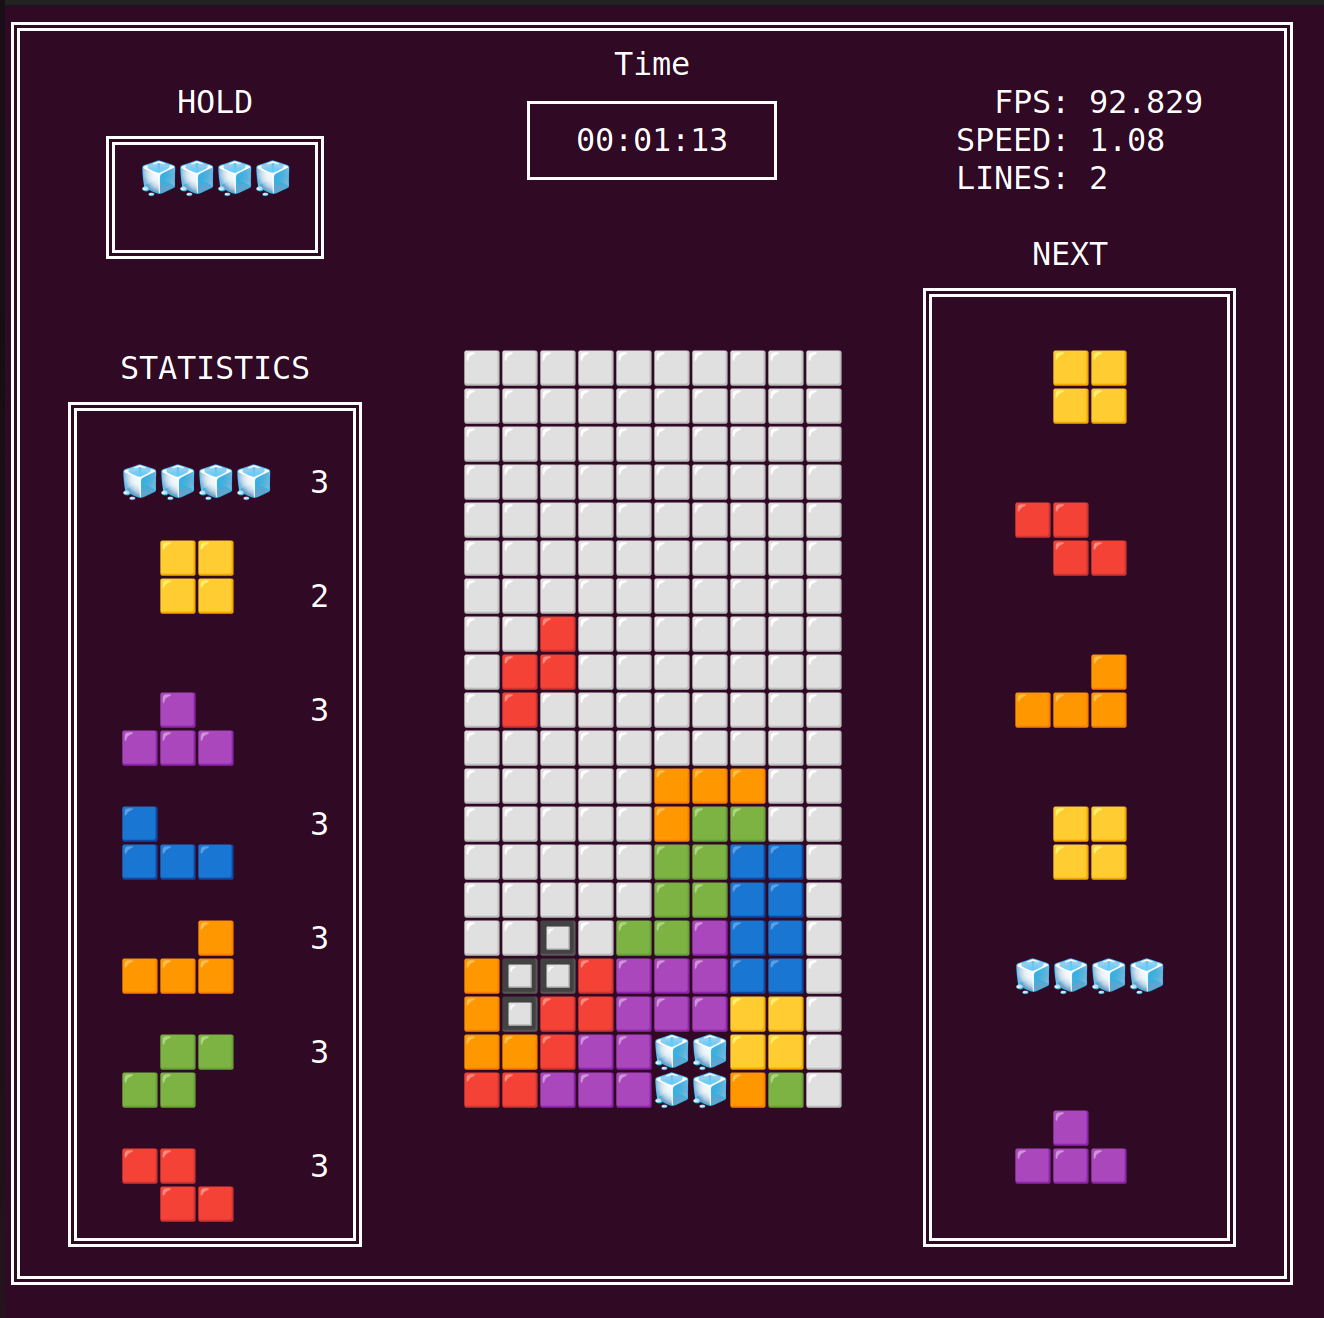 Time
HOLD
00:01:13
FPS: 92.829
SPEED: 1.08
LINES: 2
NEXT
STATISTICS
3
2
3
3
3
3
3